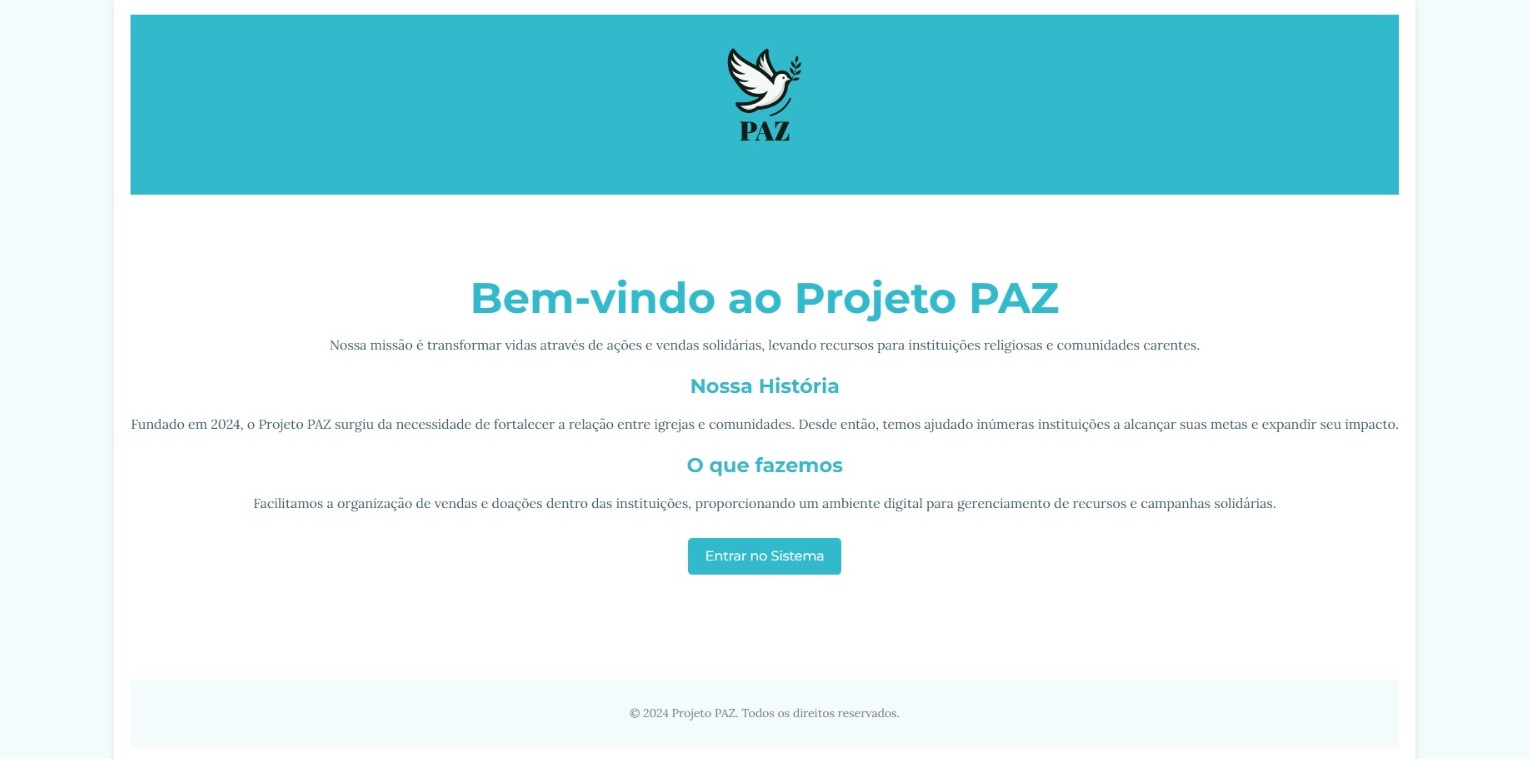 PAZ
Bem-vindo ao Projeto PAZ
Nossa missão é transformar vidas através de ações e vendas solidárias, levando recursos para instituições religiosas e comunidades carentes.
Nossa História
Fundado em 2024, o Projeto PAZ surgiu da necessidade de fortalecer a relação entre igrejas e comunidades. Desde então, temos ajudado inúmeras instituições a alcançar suas metas e expandir seu impacto.
O que fazemos
Facilitamos a organização de vendas e doações dentro das instituições, proporcionando um ambiente digital para gerenciamento de recursos e campanhas solidárias.
Entrar no Sistema
© 2024 Projeto PAZ. Todos os direitos reservados.